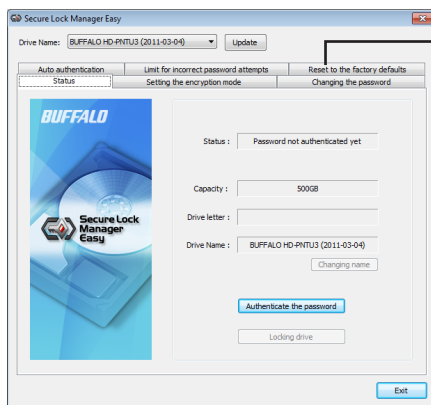 Secure Lock Manager Easy
Drive Name: BUFFALO HD-PNTU3 (2011-03-04) Update
Auto authentication Limit for incorrect password attempts Reset to the factory defaults
Status Setting the encryption mode Changing the password
BUFFALO
Status : Password not authenticated yet
Capacity : 500GB
Drive letter :
Secure Lock
Manager
Easy
Drive Name : BUFFALO HD-PNTU3 (2011-03-04)
Changing name
Authenticate the password
Locking drive
Exit